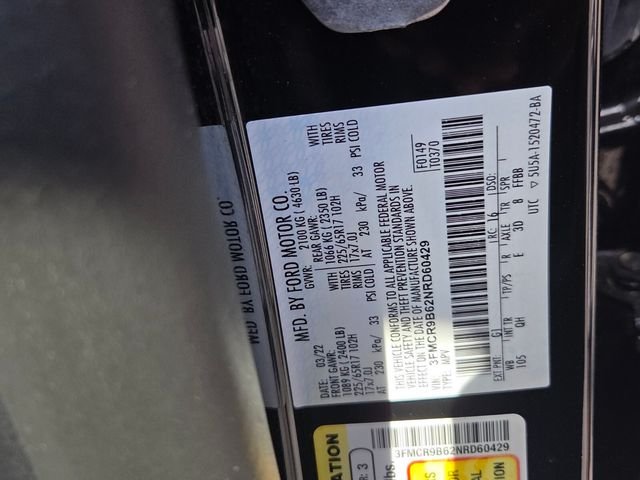 MFD. BY FORD MOTOR CO.
DATE: 03/22 GVWR: 2100 KG ( 4630 LB)
FRONT GAWR: REAR GAWR:
1089 KG ( 2400 LB) WITH 1066 KG ( 2350 LB) WITH
225/65R17 102H TIRES 225/65R17 102H TIRES
17x7.0J RIMS 17x7.0J RIMS
AT 230 kPa/ 33 PSI COLD AT 230 kPa/ 33 PSI COLD
THIS VEHICLE CONFORMS TO ALL APPLICABLE FEDERAL MOTOR
VEHICLE SAFETY AND THEFT PREVENTION STANDARDS IN
EFFECT ON THE DATE OF MANUFACTURE SHOWN ABOVE.
VIN: 3FMCR9B62NRD60429
TYPE: MPV
F0149
T0370
EXT PNT: G1 RC: 16 DSO:
WB INT TR TP/PS R AXLE TR SPR
105 QH E 3D B FFBB
UTC ▽ 5U5A-1520472-BA
MFD. BY FORD MOTOR CO
3FMCR9B62NRD60429